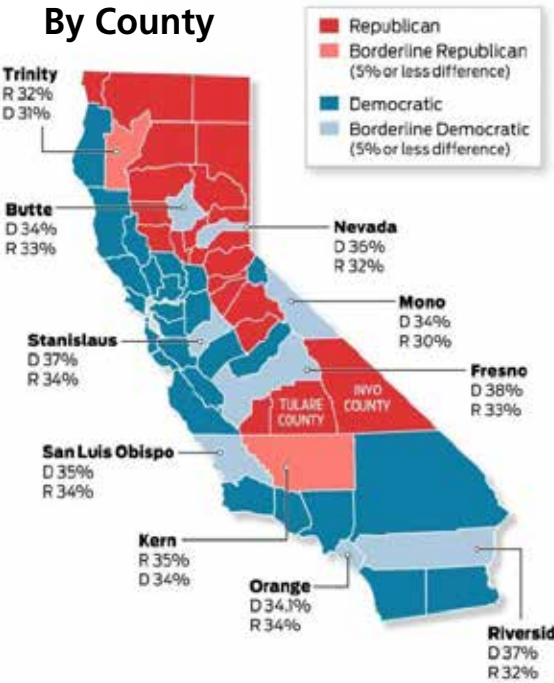 By County
Republican
Borderline Republican
(5% or less difference)
Democratic
Borderline Democratic
(5% or less difference)
Trinity
R 32%
D 31%
Butte
D 34%
R 33%
Nevada
D 36%
R 32%
Mono
D 34%
R 30%
Stanislaus
D 37%
R 34%
Fresno
D 38%
R 33%
INYO
COUNTY
TULARE
COUNTY
San Luis Obispo
D 35%
R 34%
Kern
R 35%
D 34%
Orange
D 34.1%
R 34%
Riversid
D 37%
R 32%